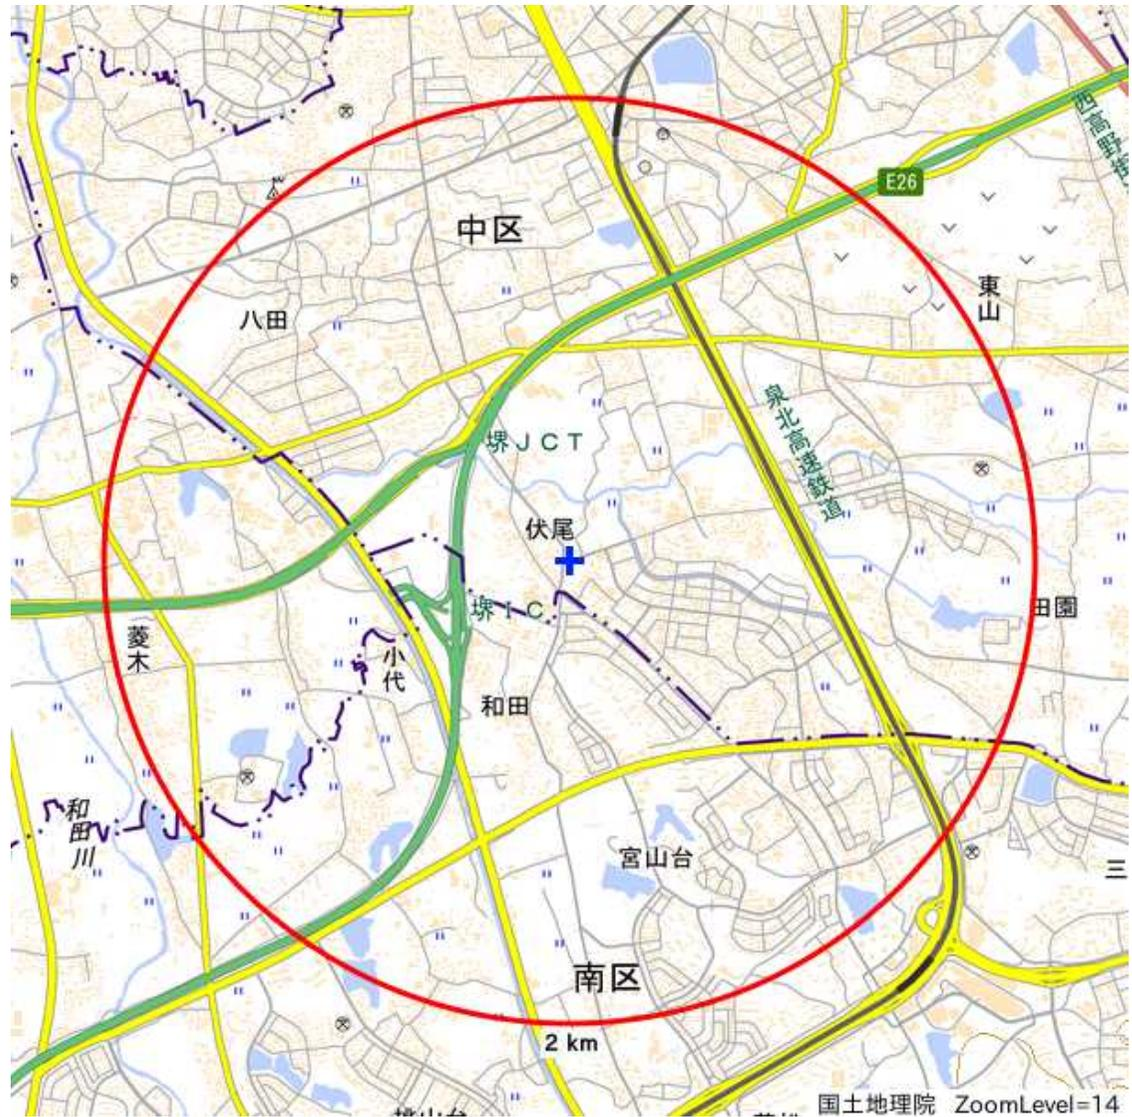 西高野街
E26
中区
東山
八田
泉北高速鉄道
堺JCT
伏尾
堺IC
田園
菱木
小代
和田
和田川
宮山台
三
南区
2 km
国土地理院 ZoomLevel=14